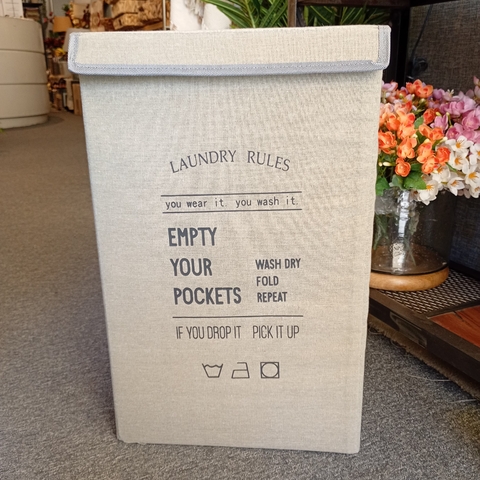 LAUNDRY RULES
you wear it. you wash it.
EMPTY
YOUR
POCKETS
WASH DRY
FOLD
REPEAT
IF YOU DROP IT PICK IT UP